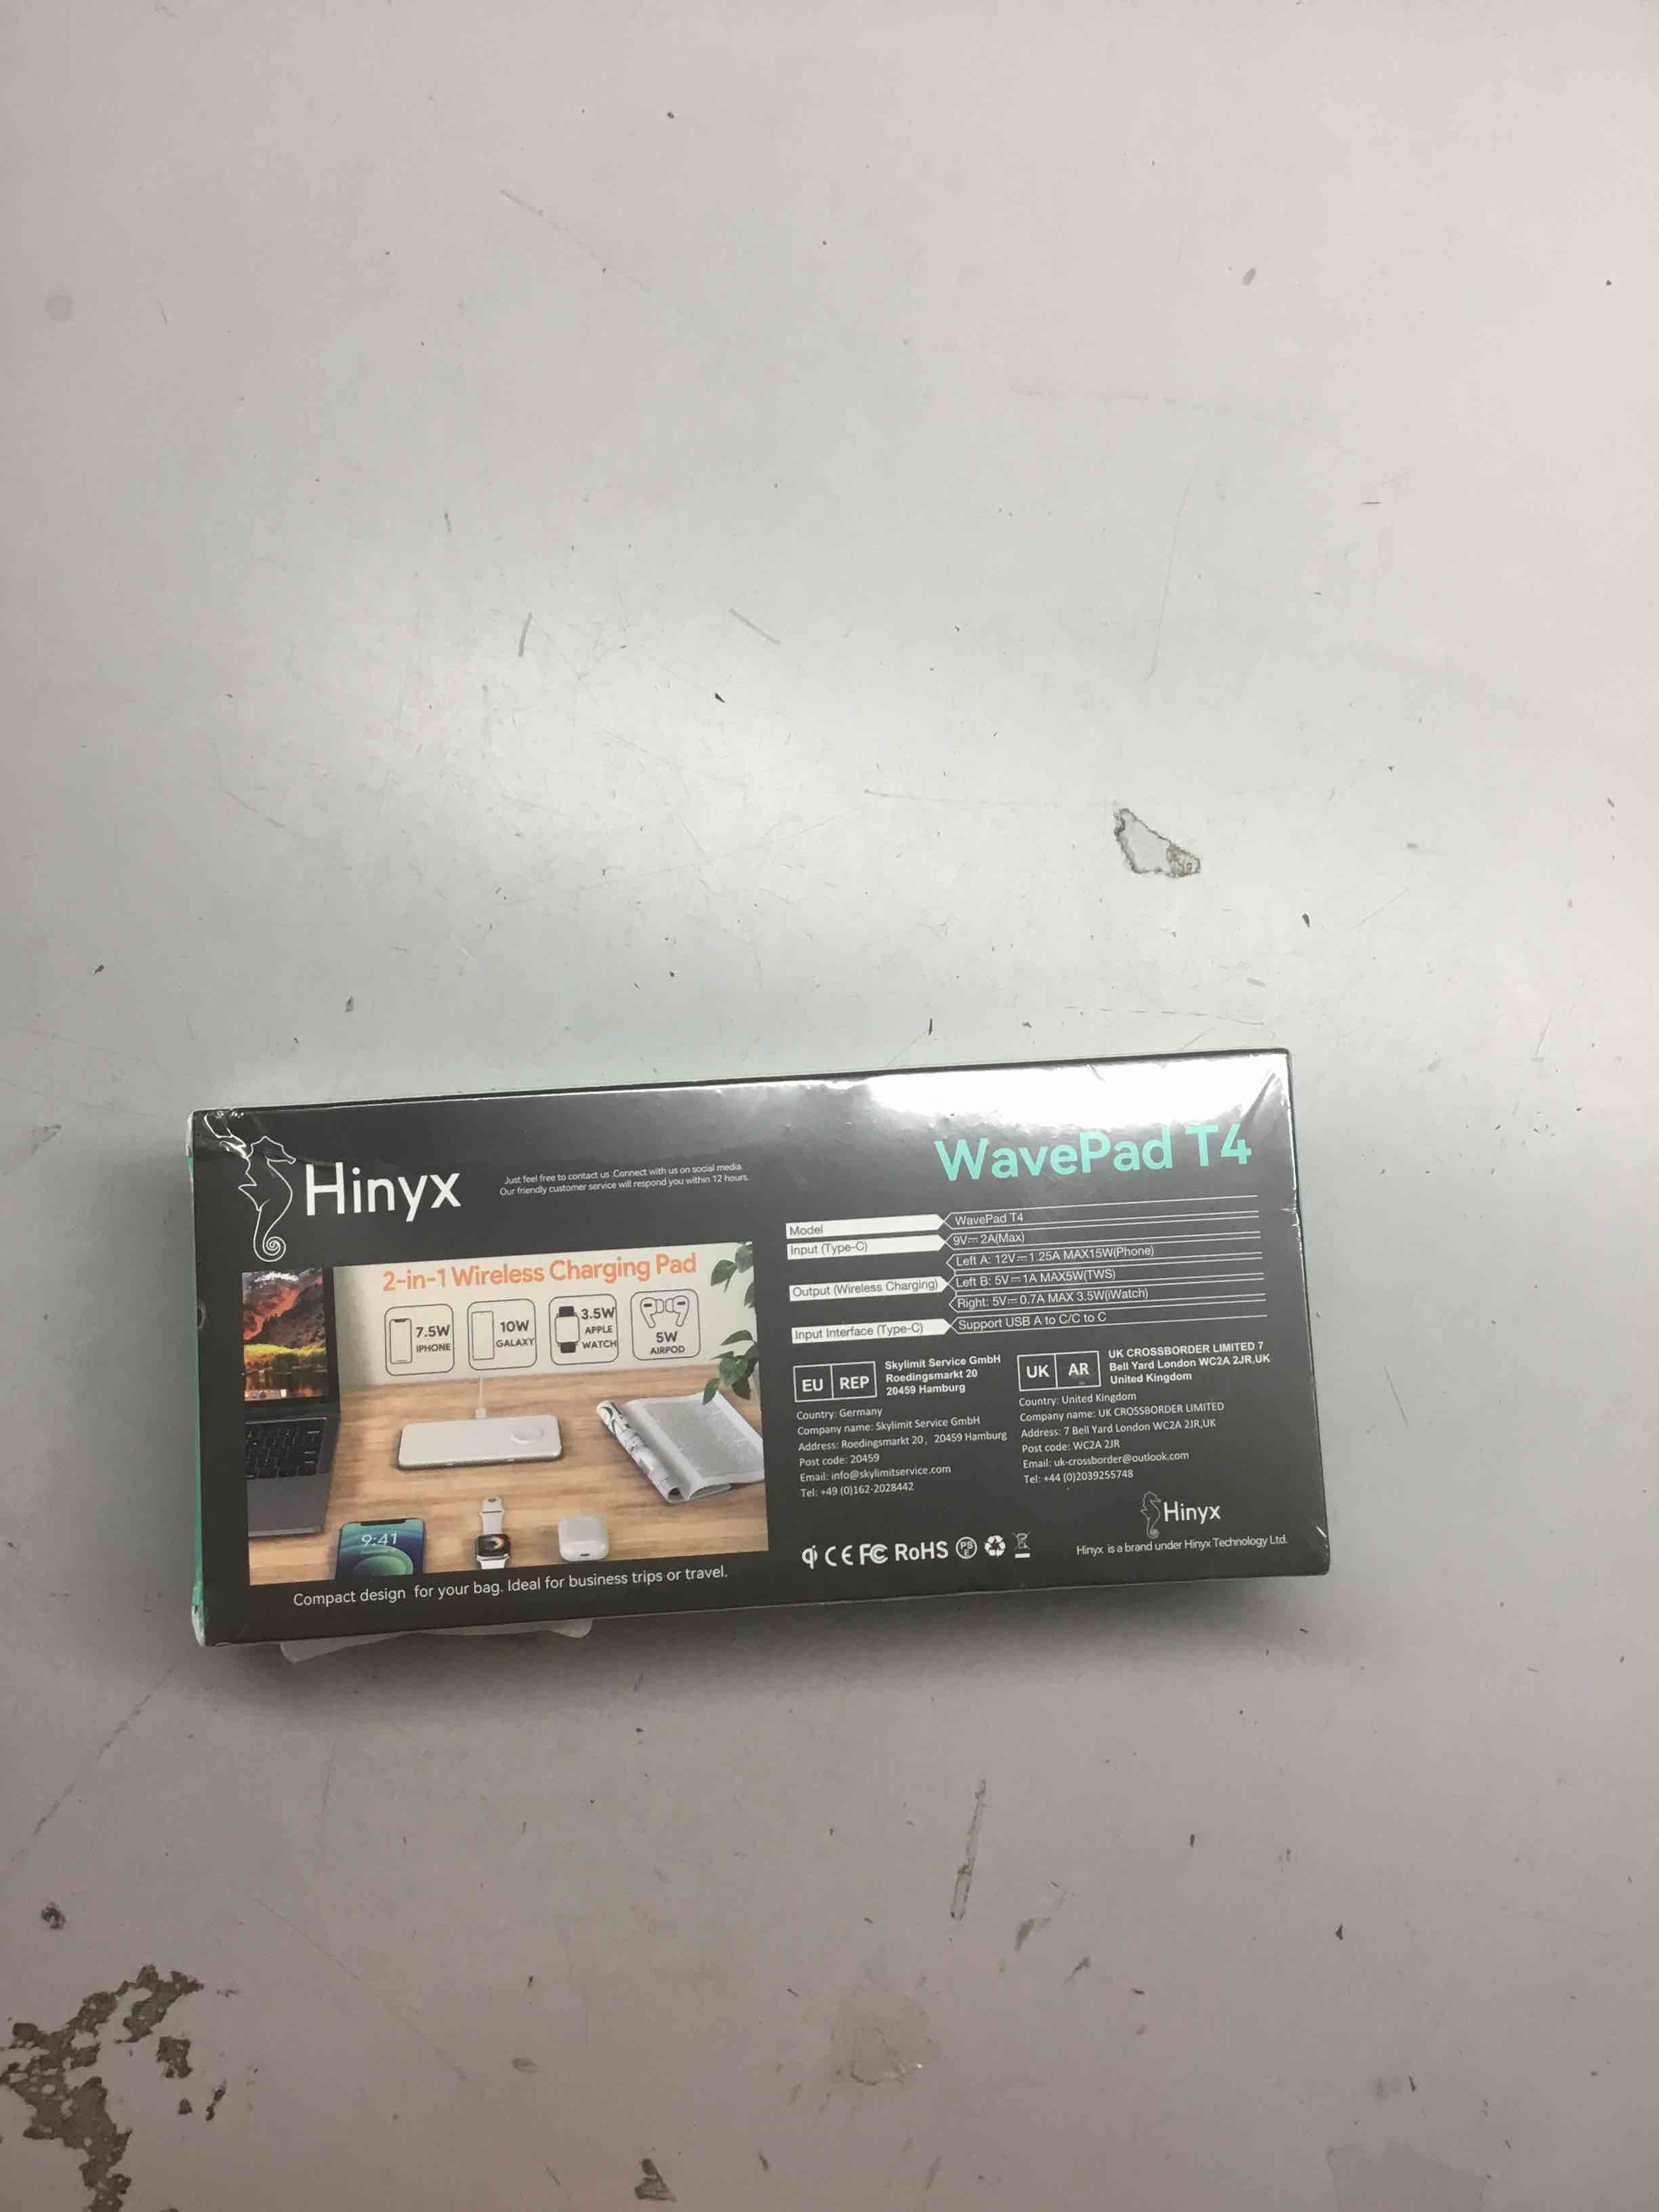 Hinyx
Just feel free to contact us .Connect with us on social media
Our friendly customer service will respond you within 12 hours.
2-in-1 Wireless Charging Pad
7.5W
IPHONE
10W
GALAXY
3.5W
APPLE
WATCH
5W
AIRPOD
9:41
Compact design for your bag. Ideal for business trips or travel.
WavePad T4
Model
WavePad T4
Input (Type-C)
9V⎓2A(Max)
Output (Wireless Charging)
Left A: 12V⎓1.25A MAX15W(Phone)
Left B: 5V⎓1A MAX5W(TWS)
Right: 5V⎓0.7A MAX 3.5W(iWatch)
Input Interface (Type-C)
Support USB A to C/C to C
EU REP
Skylimit Service GmbH
Roedingsmarkt 20
20459 Hamburg
Country: Germany
Company name: Skylimit Service GmbH
Address: Roedingsmarkt 20, 20459 Hamburg
Post code: 20459
Email: info@skylimitservice.com
Tel: +49 (0)162-2028442
UK AR
UK CROSSBORDER LIMITED 7
Bell Yard London WC2A 2JR,UK
United Kingdom
Country: United Kingdom
Company name: UK CROSSBORDER LIMITED
Address: 7 Bell Yard London WC2A 2JR,UK
Post code: WC2A 2JR
Email: uk-crossborder@outlook.com
Tel: +44 (0)2039255748
qi CE FC RoHS PSE
Hinyx
Hinyx is a brand under Hinyx Technology Ltd.